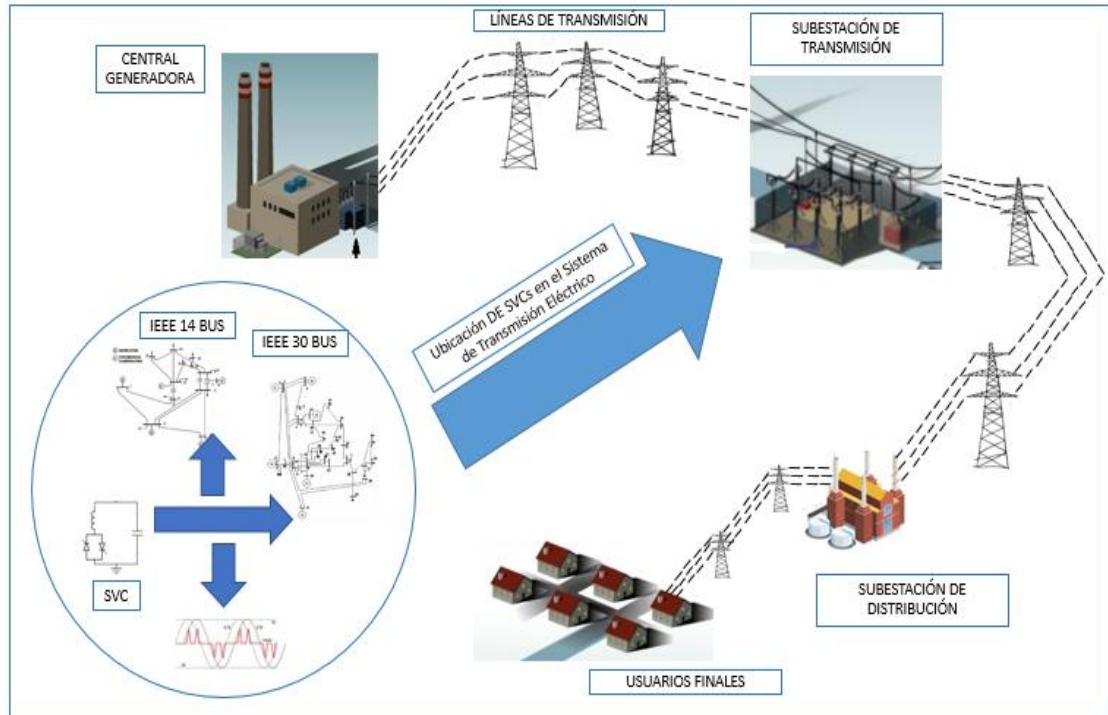 LÍNEAS DE TRANSMISIÓN
SUBESTACIÓN DE
TRANSMISIÓN
CENTRAL
GENERADORA
Ubicación DE SVCs en el Sistema
de Transmisión Eléctrico
IEEE 14 BUS
IEEE 30 BUS
SVC
SUBESTACIÓN DE
DISTRIBUCIÓN
USUARIOS FINALES